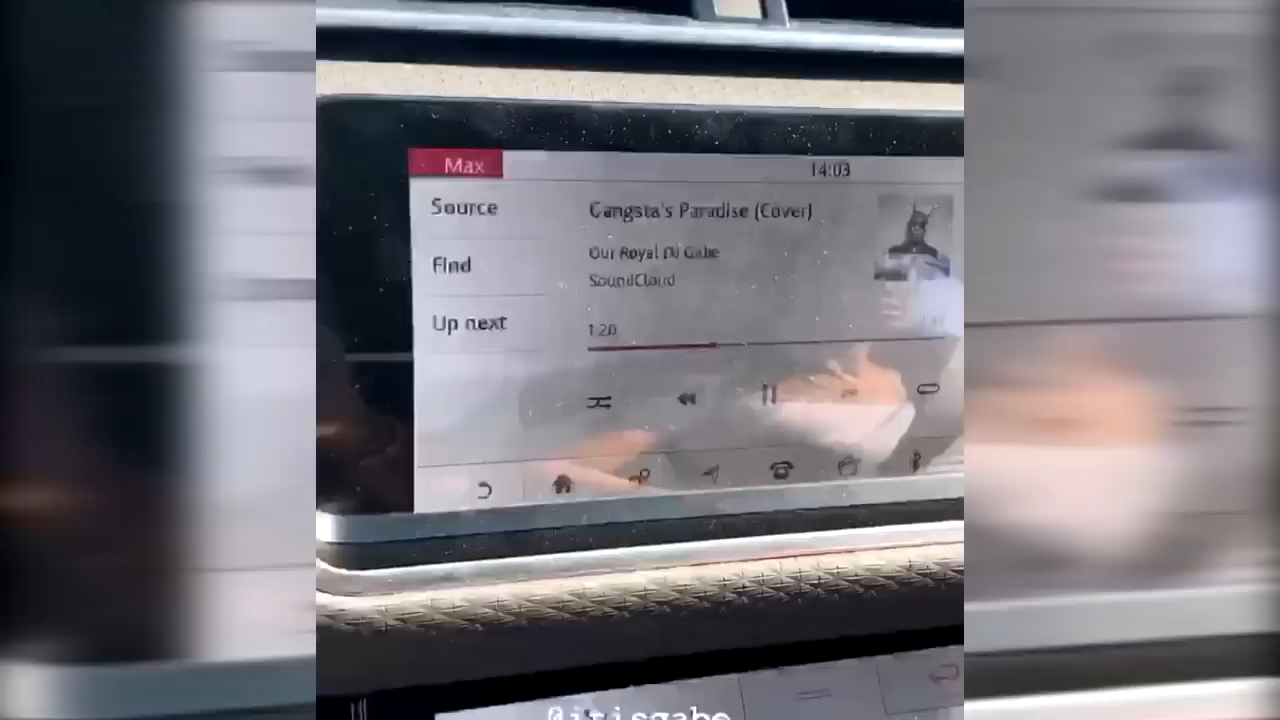 Max
14:03
Source
Gangsta's Paradise (Cover)
Find
Our Royal DJ Gabe
SoundCloud
Up next
1:20
@itisgabe